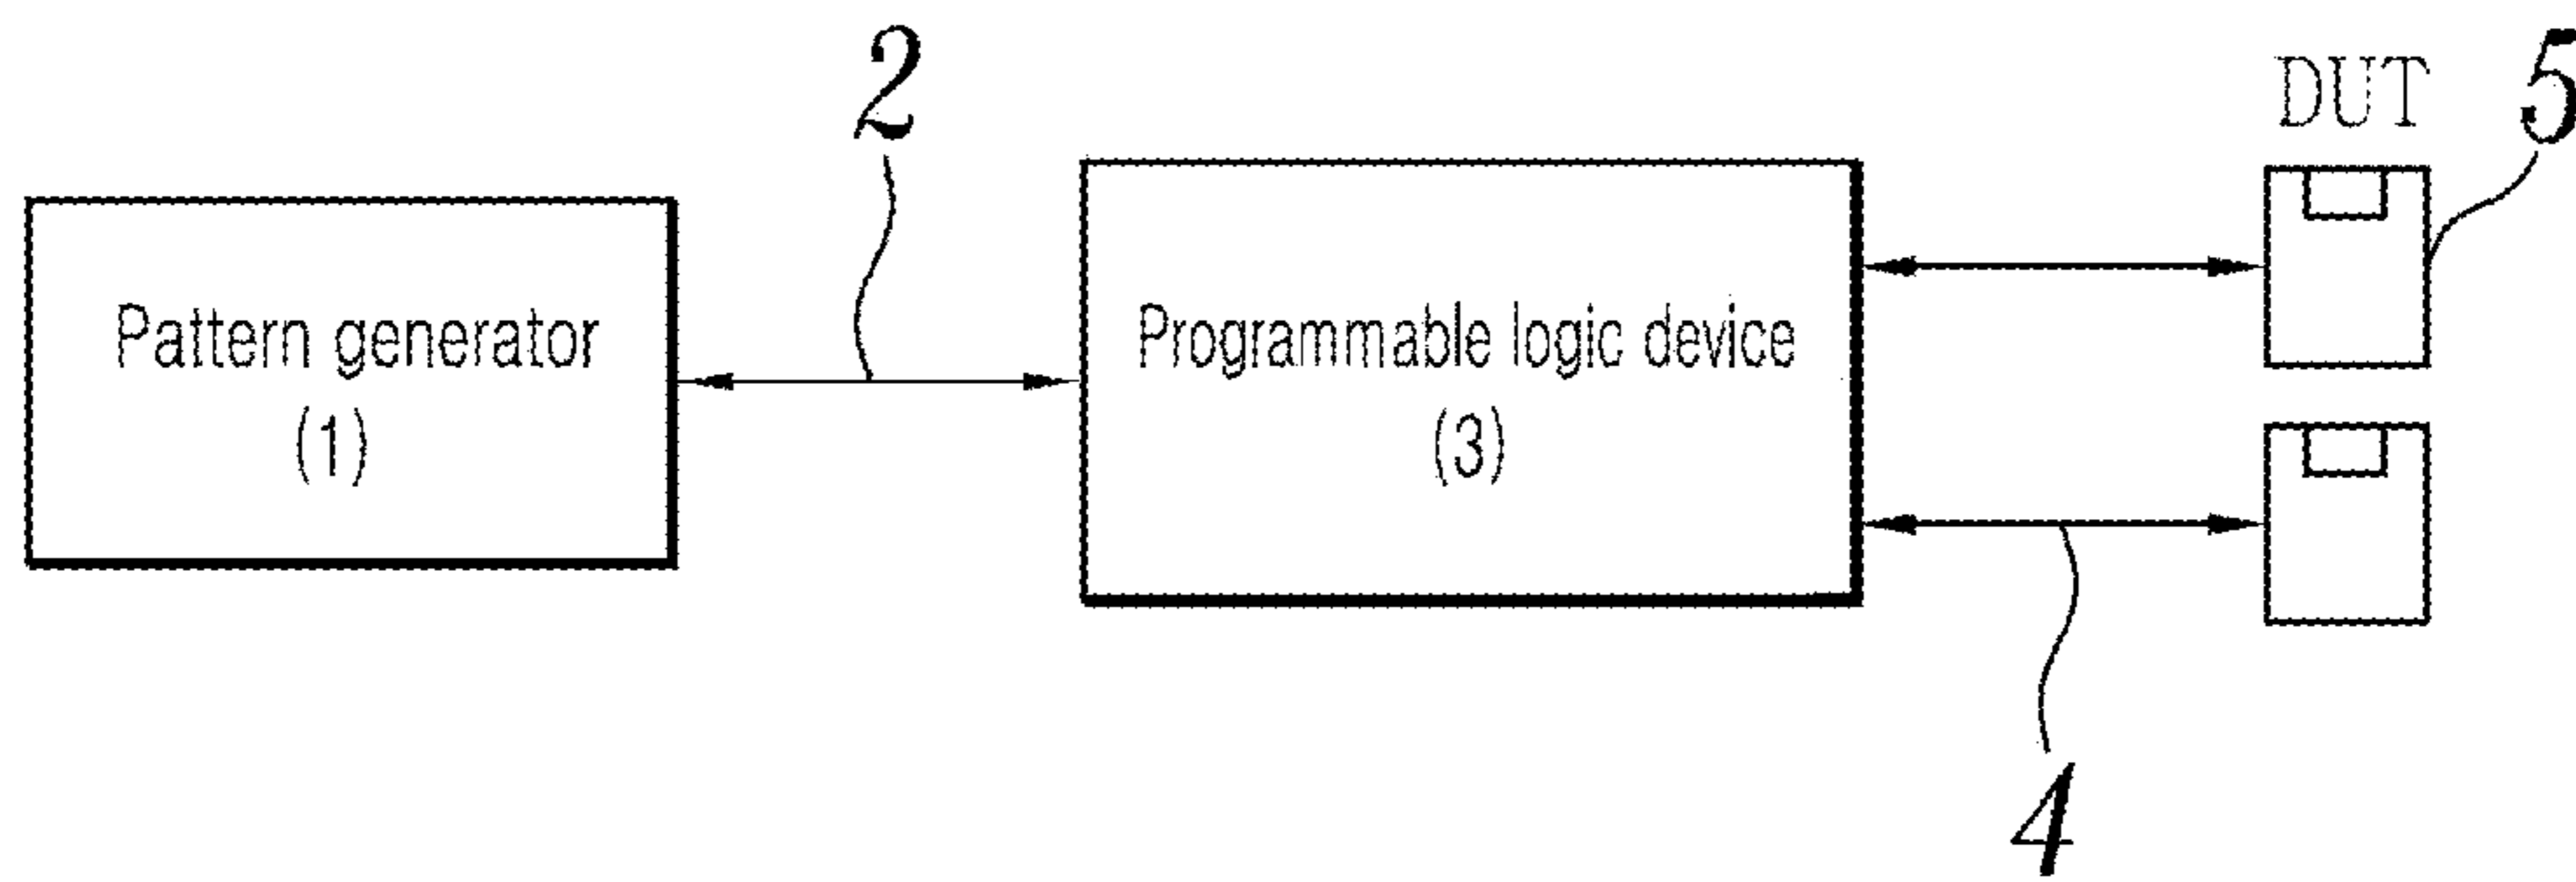 2
DUT
5
Pattern generator
(1)
Programmable logic device
(3)
4